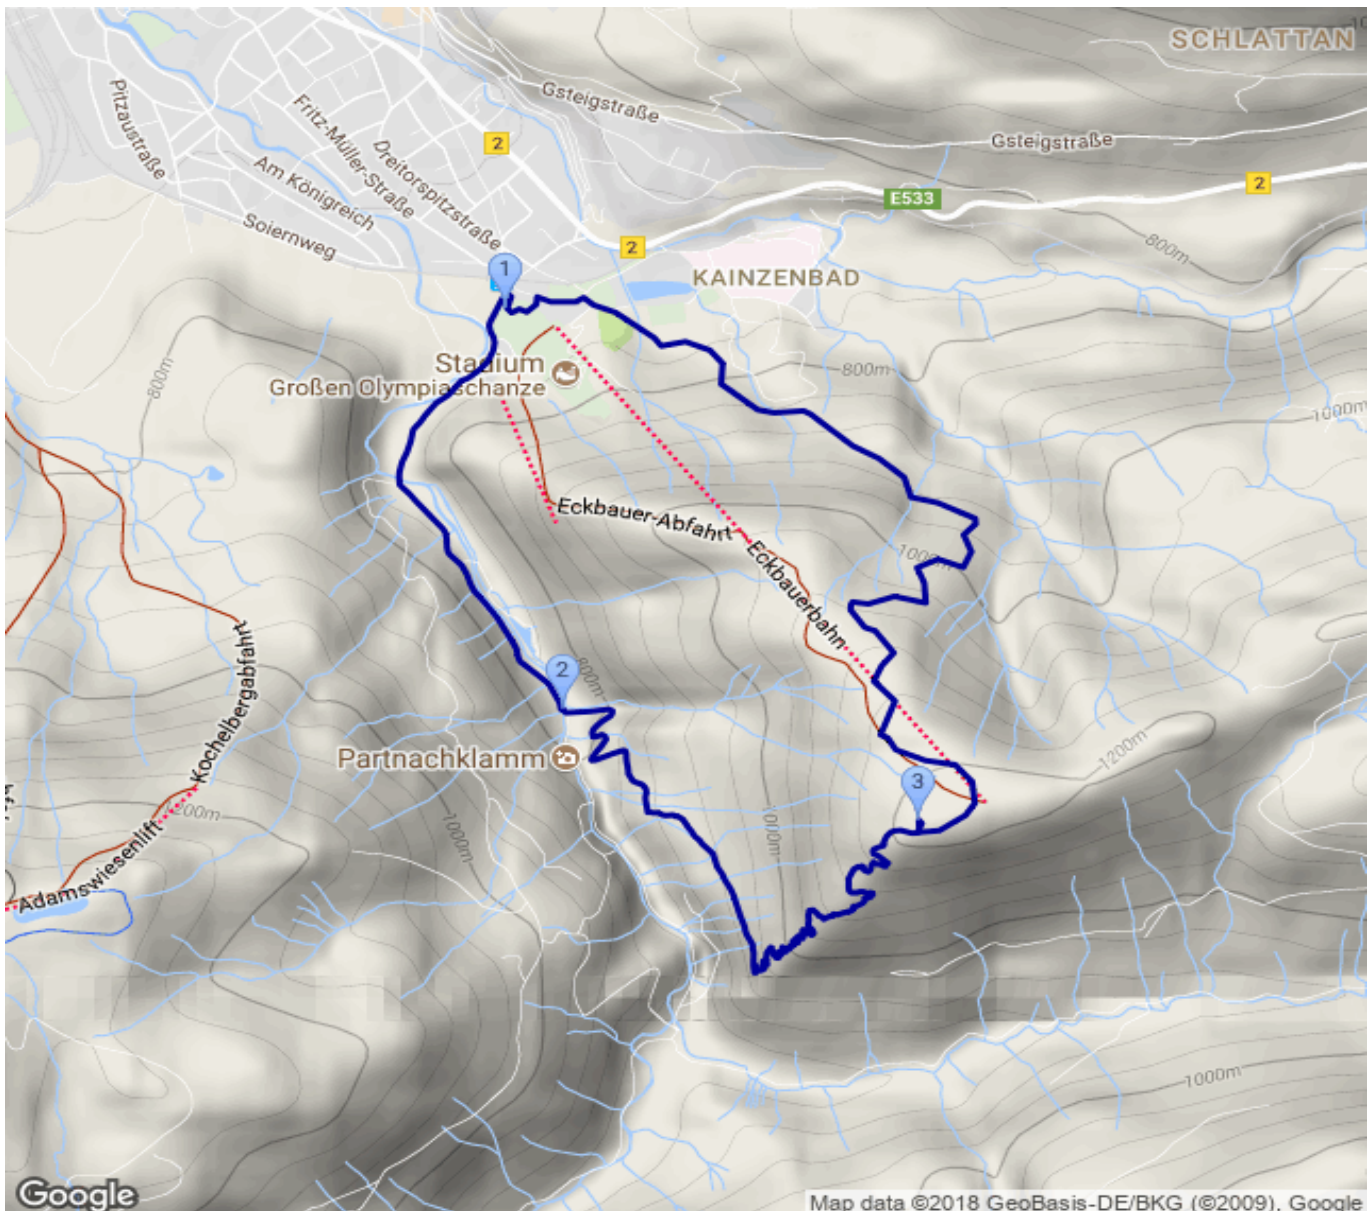 SCHLATTAN
Gsteigstraße
Pitzaustraße
Fritz-Müller-Straße
Dreitorspitzstraße
2
Gsteigstraße
2
Am Königreich
E533
Soiernweg
2
800m
1
KAINZENBAD
800m
Stadium
Großen Olympiaschanze
800m
1000m
Eckbauer-Abfahrt
1000m
Eckbauerbahn
Kochelbergabfahrt
2
800m
Partnachklamm
1200m
3
1200m
1000m
1000m
Adamswiesenlift
1000m
Google
Map data ©2018 GeoBasis-DE/BKG (©2009), Google